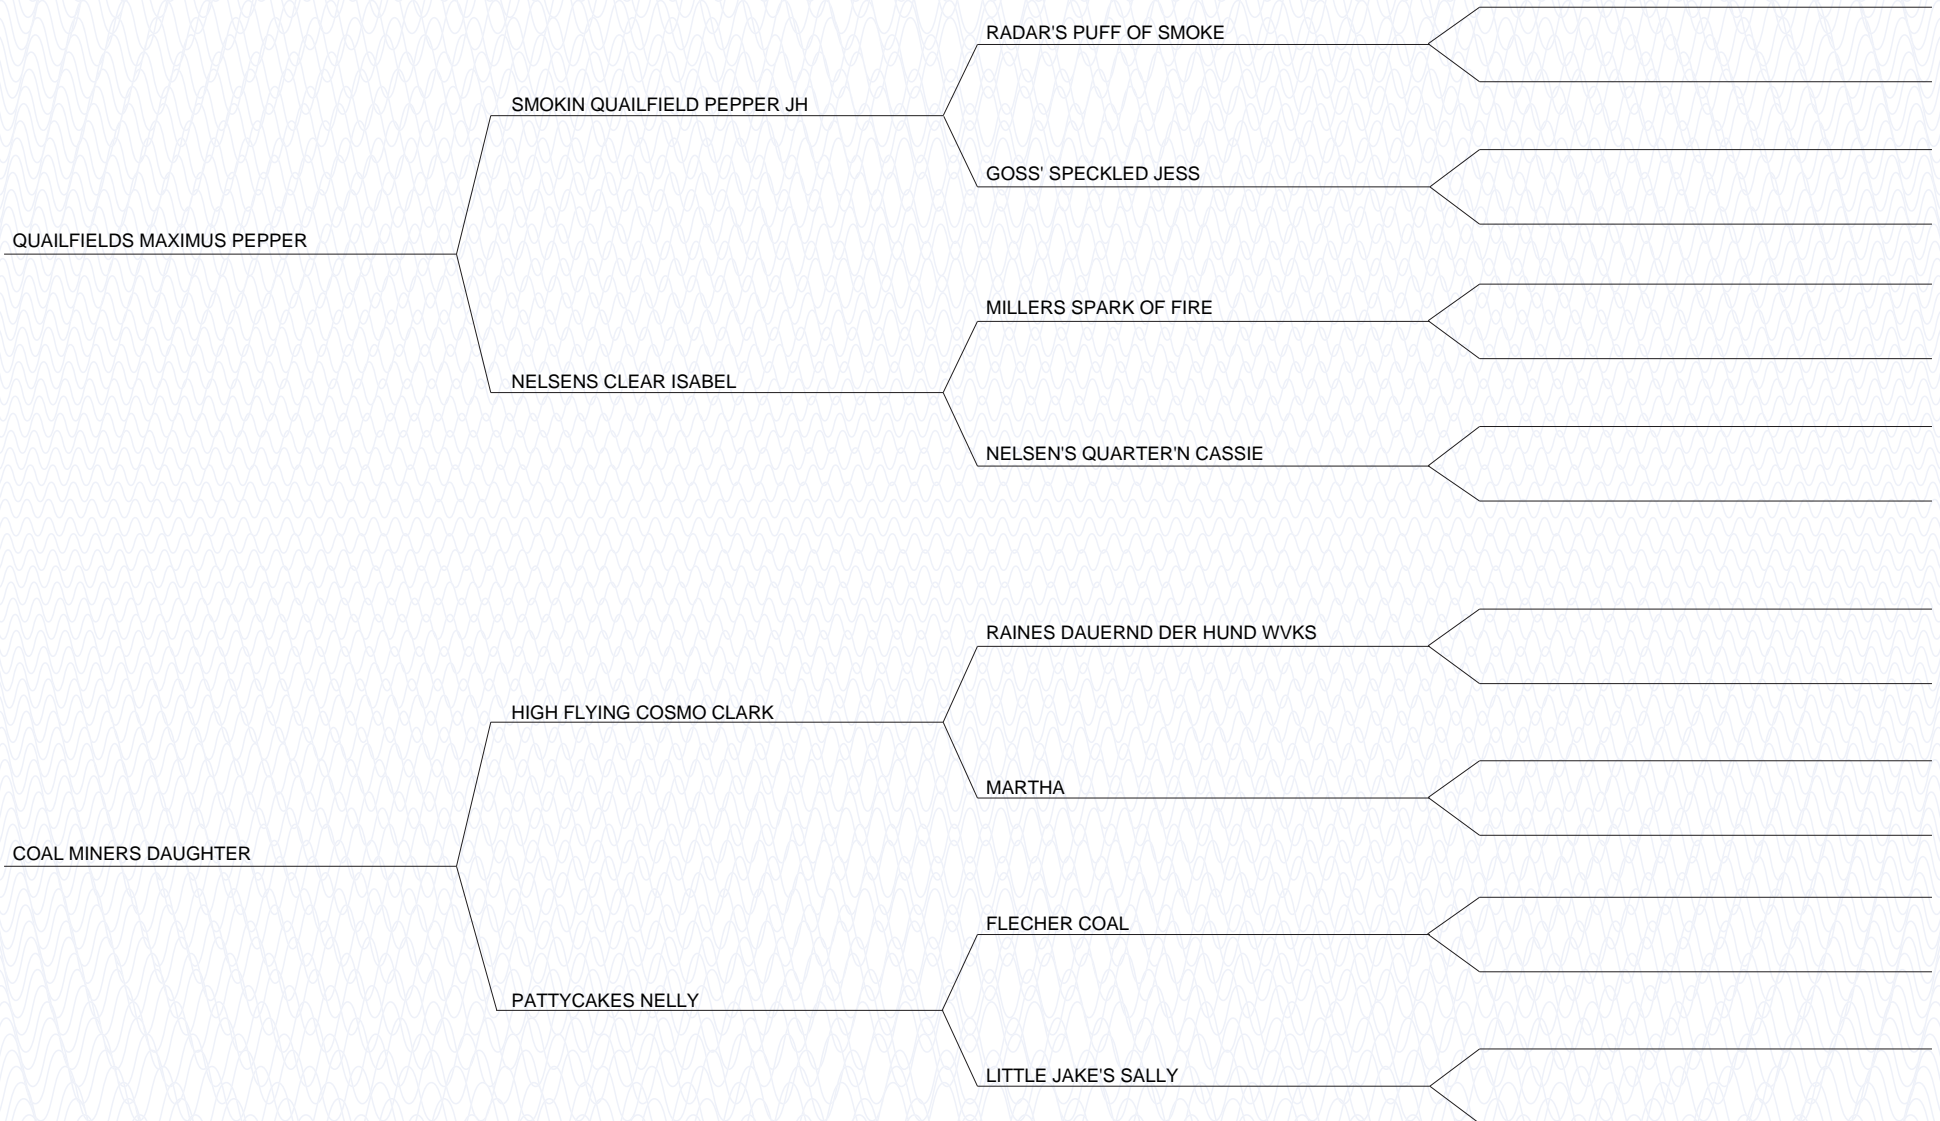 RADAR'S PUFF OF SMOKE
SMOKIN QUAILFIELD PEPPER JH
GOSS' SPECKLED JESS
QUAILFIELDS MAXIMUS PEPPER
MILLERS SPARK OF FIRE
NELSENS CLEAR ISABEL
NELSEN'S QUARTER'N CASSIE
RAINES DAUERND DER HUND WVKS
HIGH FLYING COSMO CLARK
MARTHA
COAL MINERS DAUGHTER
FLECHER COAL
PATTYCAKES NELLY
LITTLE JAKE'S SALLY